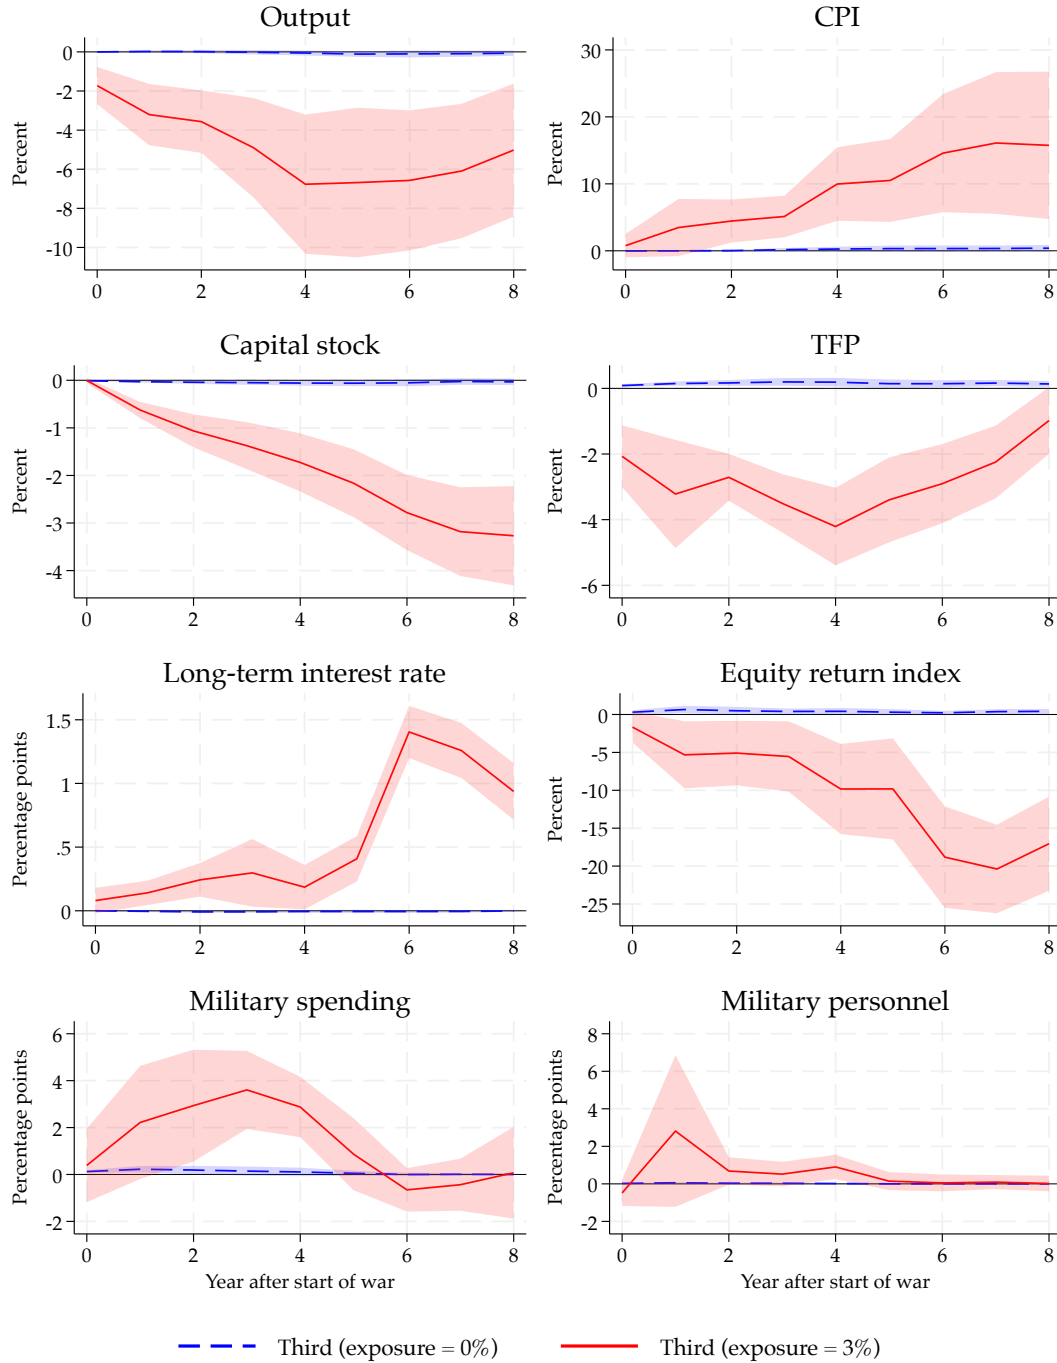 Output
Percent
0
-2
-4
-6
-8
-10
0 2 4 6 8
CPI
Percent
30
20
10
0
0 2 4 6 8
Capital stock
Percent
0
-1
-2
-3
-4
0 2 4 6 8
TFP
Percent
0
-2
-4
-6
0 2 4 6 8
Long-term interest rate
Percentage points
1.5
1
.5
0
0 2 4 6 8
Equity return index
Percent
0
-5
-10
-15
-20
-25
0 2 4 6 8
Military spending
Percentage points
6
4
2
0
-2
0 2 4 6 8
Year after start of war
Military personnel
Percentage points
8
6
4
2
0
-2
0 2 4 6 8
Year after start of war
Third (exposure = 0%) Third (exposure = 3%)